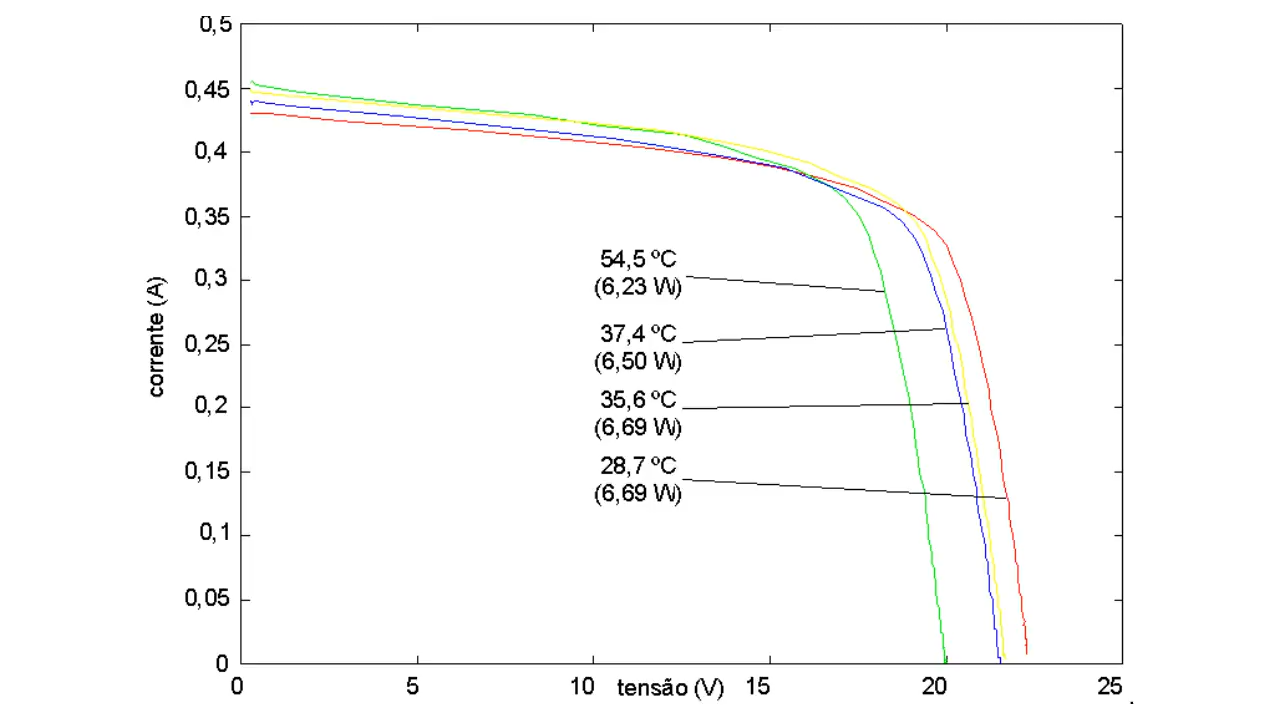 0,5
0,45
0,4
0,35
0,3
0,25
0,2
0,15
0,1
0,05
0
corrente (A)
54,5 ºC
(6,23 W)
37,4 ºC
(6,50 W)
35,6 ºC
(6,69 W)
28,7 ºC
(6,69 W)
0 5 10 tensão (V) 15 20 25